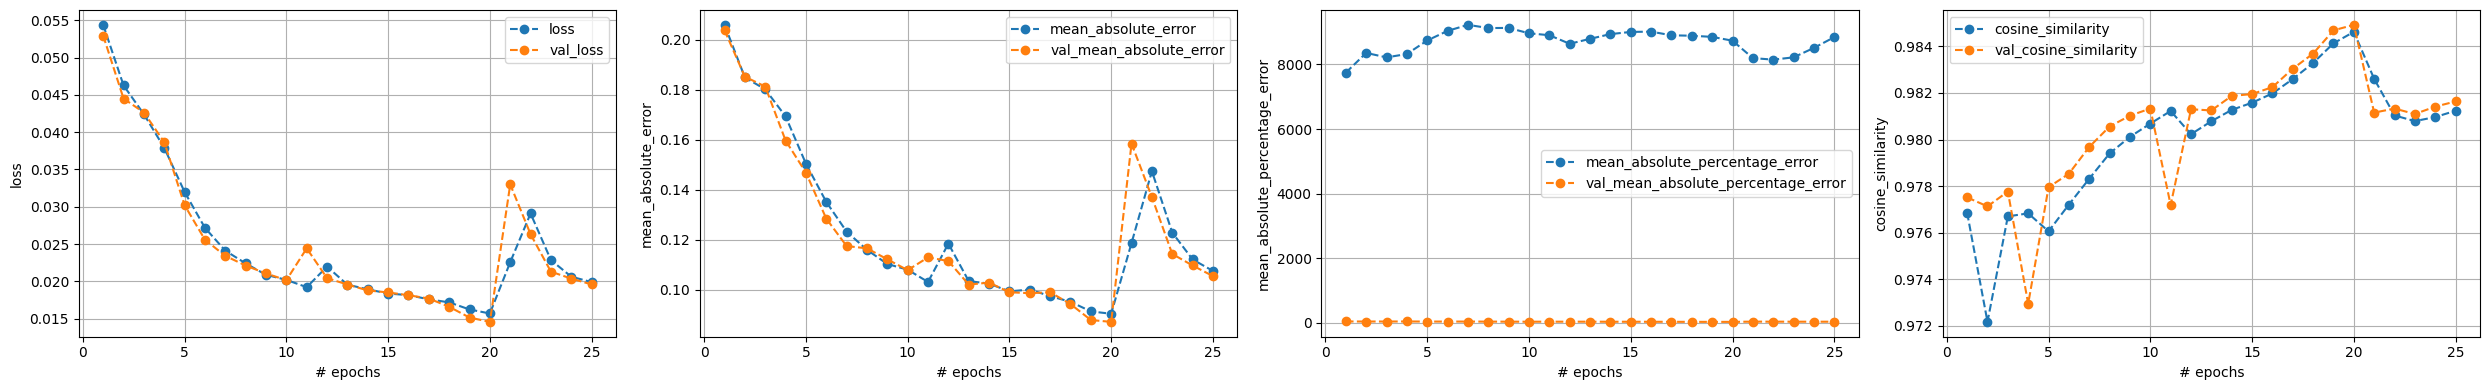 loss
0.055
0.050
0.045
0.040
0.035
0.030
0.025
0.020
0.015
loss
val_loss
0 5 10 15 20 25
# epochs
mean_absolute_error
0.20
0.18
0.16
0.14
0.12
0.10
mean_absolute_error
val_mean_absolute_error
0 5 10 15 20 25
# epochs
mean_absolute_percentage_error
8000
6000
4000
2000
0
mean_absolute_percentage_error
val_mean_absolute_percentage_error
0 5 10 15 20 25
# epochs
cosine_similarity
0.984
0.982
0.980
0.978
0.976
0.974
0.972
cosine_similarity
val_cosine_similarity
0 5 10 15 20 25
# epochs